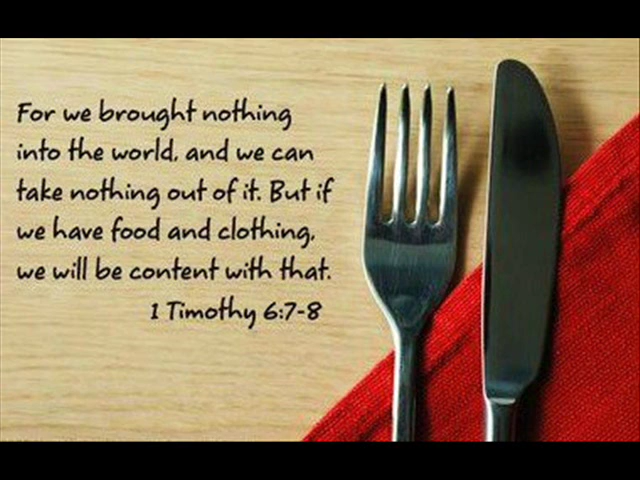 For we brought nothing
into the world, and we can
take nothing out of it. But if
we have food and clothing,
we will be content with that.
1 Timothy 6:7-8